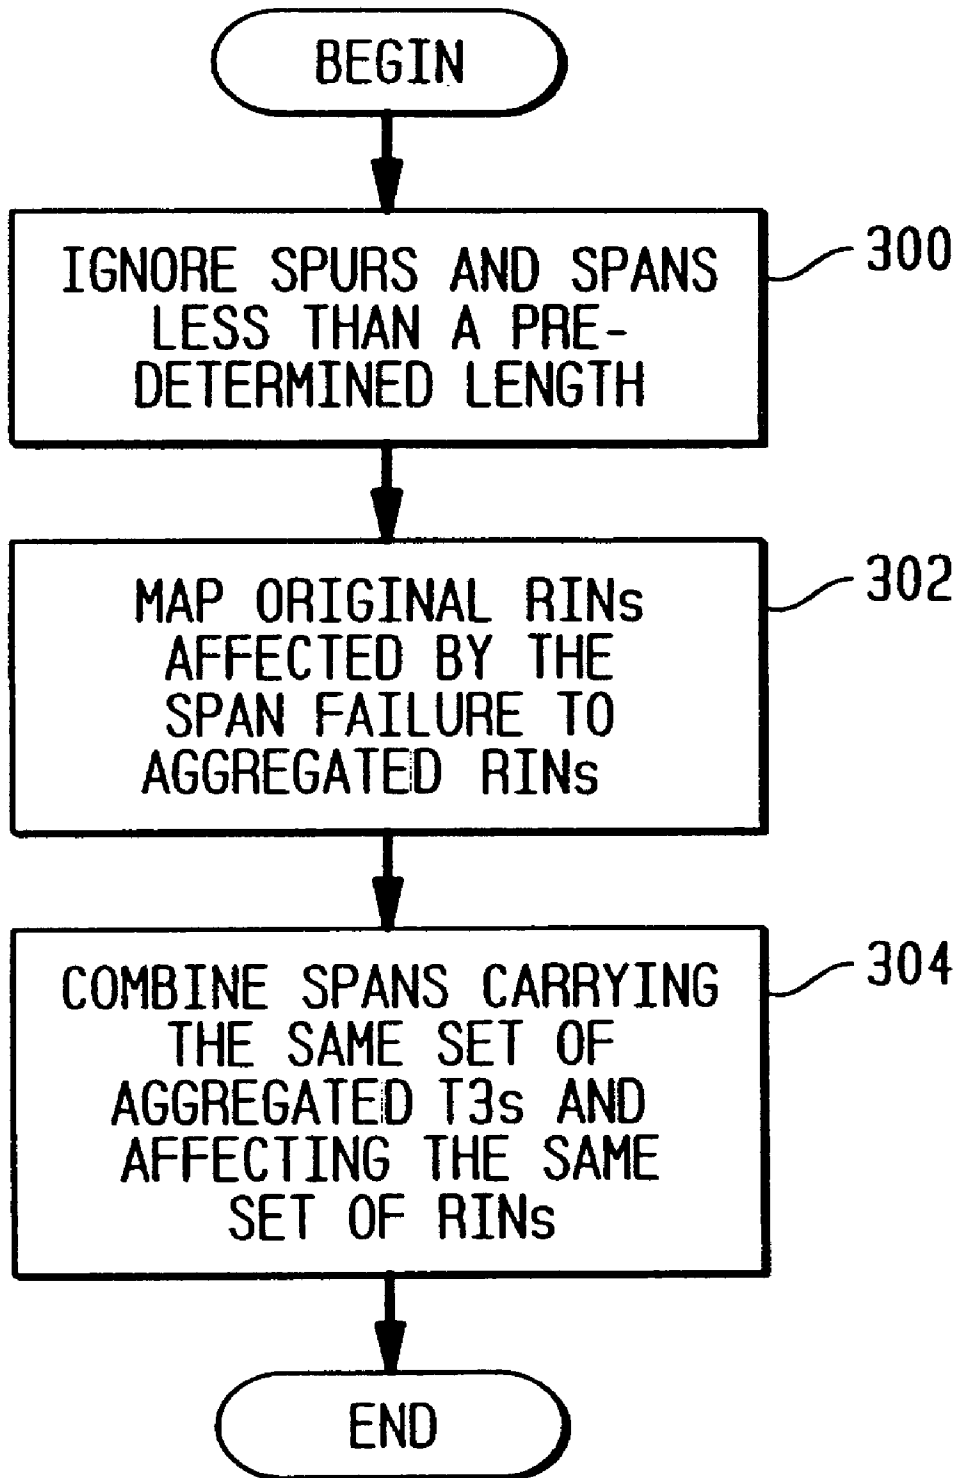 BEGIN
IGNORE SPURS AND SPANS
LESS THAN A PRE-
DETERMINED LENGTH
300
MAP ORIGINAL RINs
AFFECTED BY THE
SPAN FAILURE TO
AGGREGATED RINs
302
COMBINE SPANS CARRYING
THE SAME SET OF
AGGREGATED T3s AND
AFFECTING THE SAME
SET OF RINs
304
END